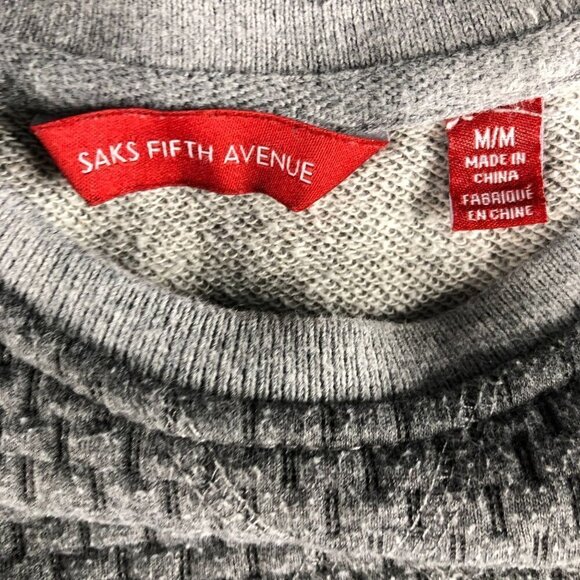 SAKS FIFTH AVENUE
M/M
MADE IN
CHINA
FABRIQUÉ
EN CHINE